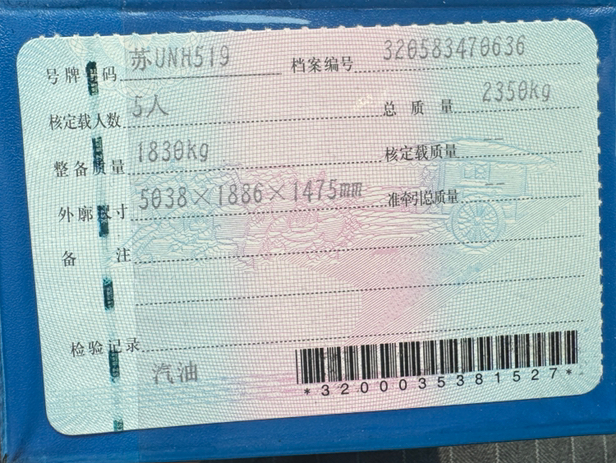 号牌号码 苏UNH519 档案编号 320583470636
核定载人数 5人 总质量 2350kg
整备质量 1830kg 核定载质量 --
外廓尺寸 5038×1886×1475mm 准牵引总质量 --
备注
检验记录
汽油
*3200035381527*